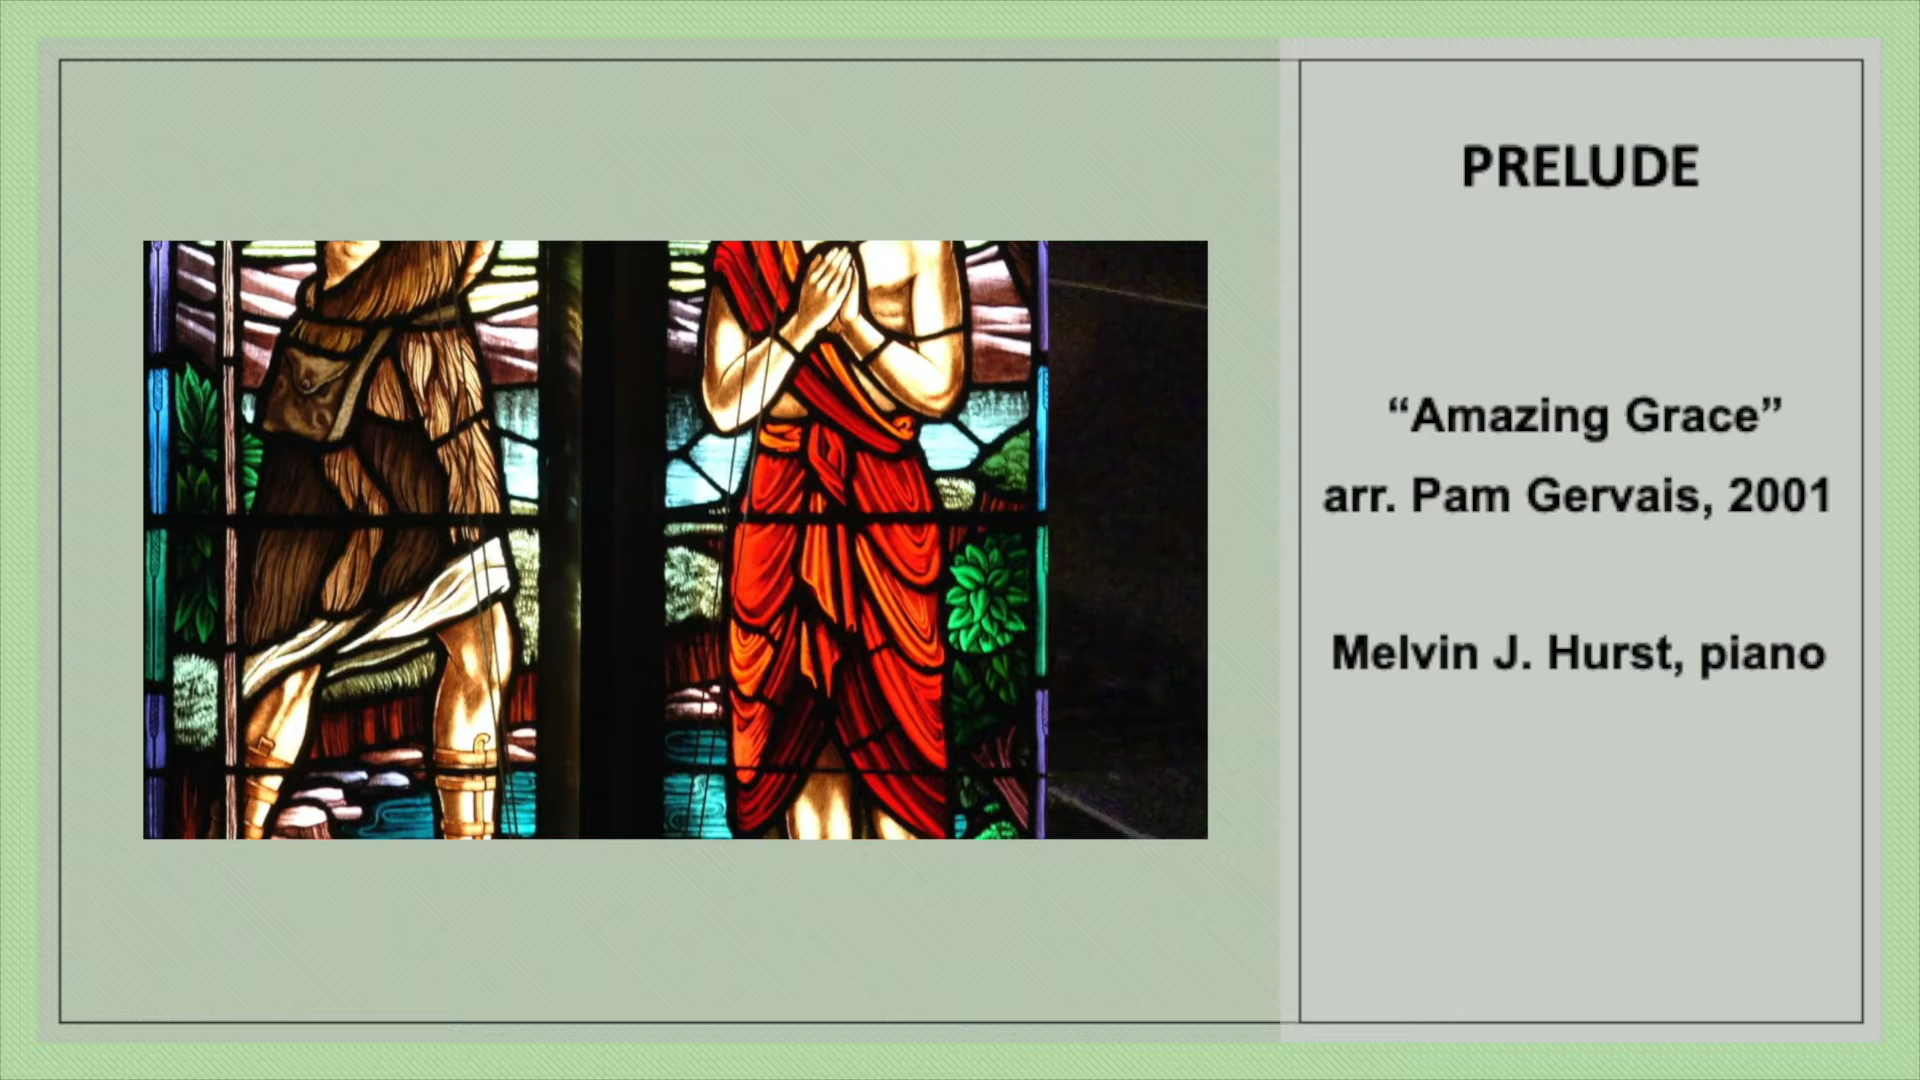 PRELUDE
“Amazing Grace”
arr. Pam Gervais, 2001
Melvin J. Hurst, piano